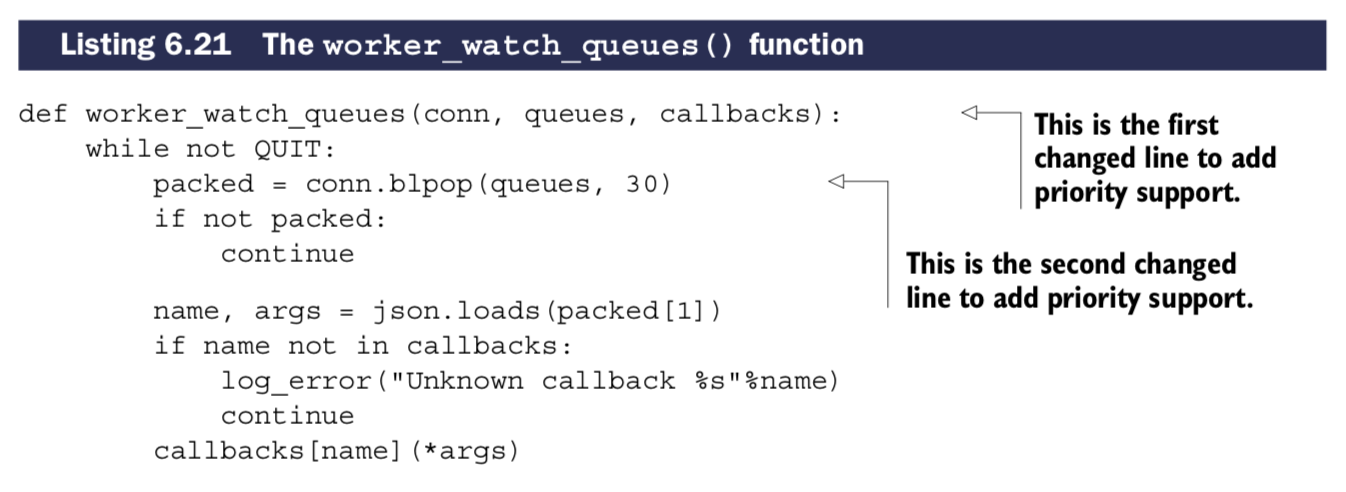 Listing 6.21 The worker_watch_queues() function
def worker_watch_queues(conn, queues, callbacks):
    while not QUIT:
        packed = conn.blpop(queues, 30)
        if not packed:
            continue
        name, args = json.loads(packed[1])
        if name not in callbacks:
            log_error("Unknown callback %s"%name)
            continue
        callbacks[name](*args)
This is the first
changed line to add
priority support.
This is the second changed
line to add priority support.